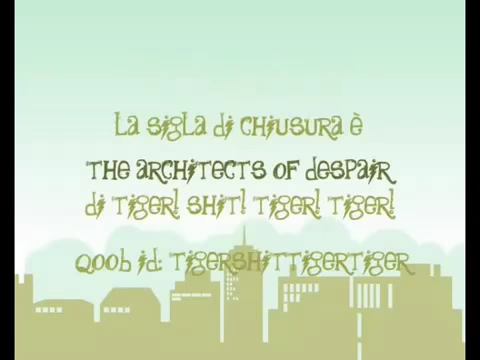 La sigla di chiusura è
"The architects of despair
di Tiger! Shit! Tiger! Tiger!
Qoob id: tigershittigertiger